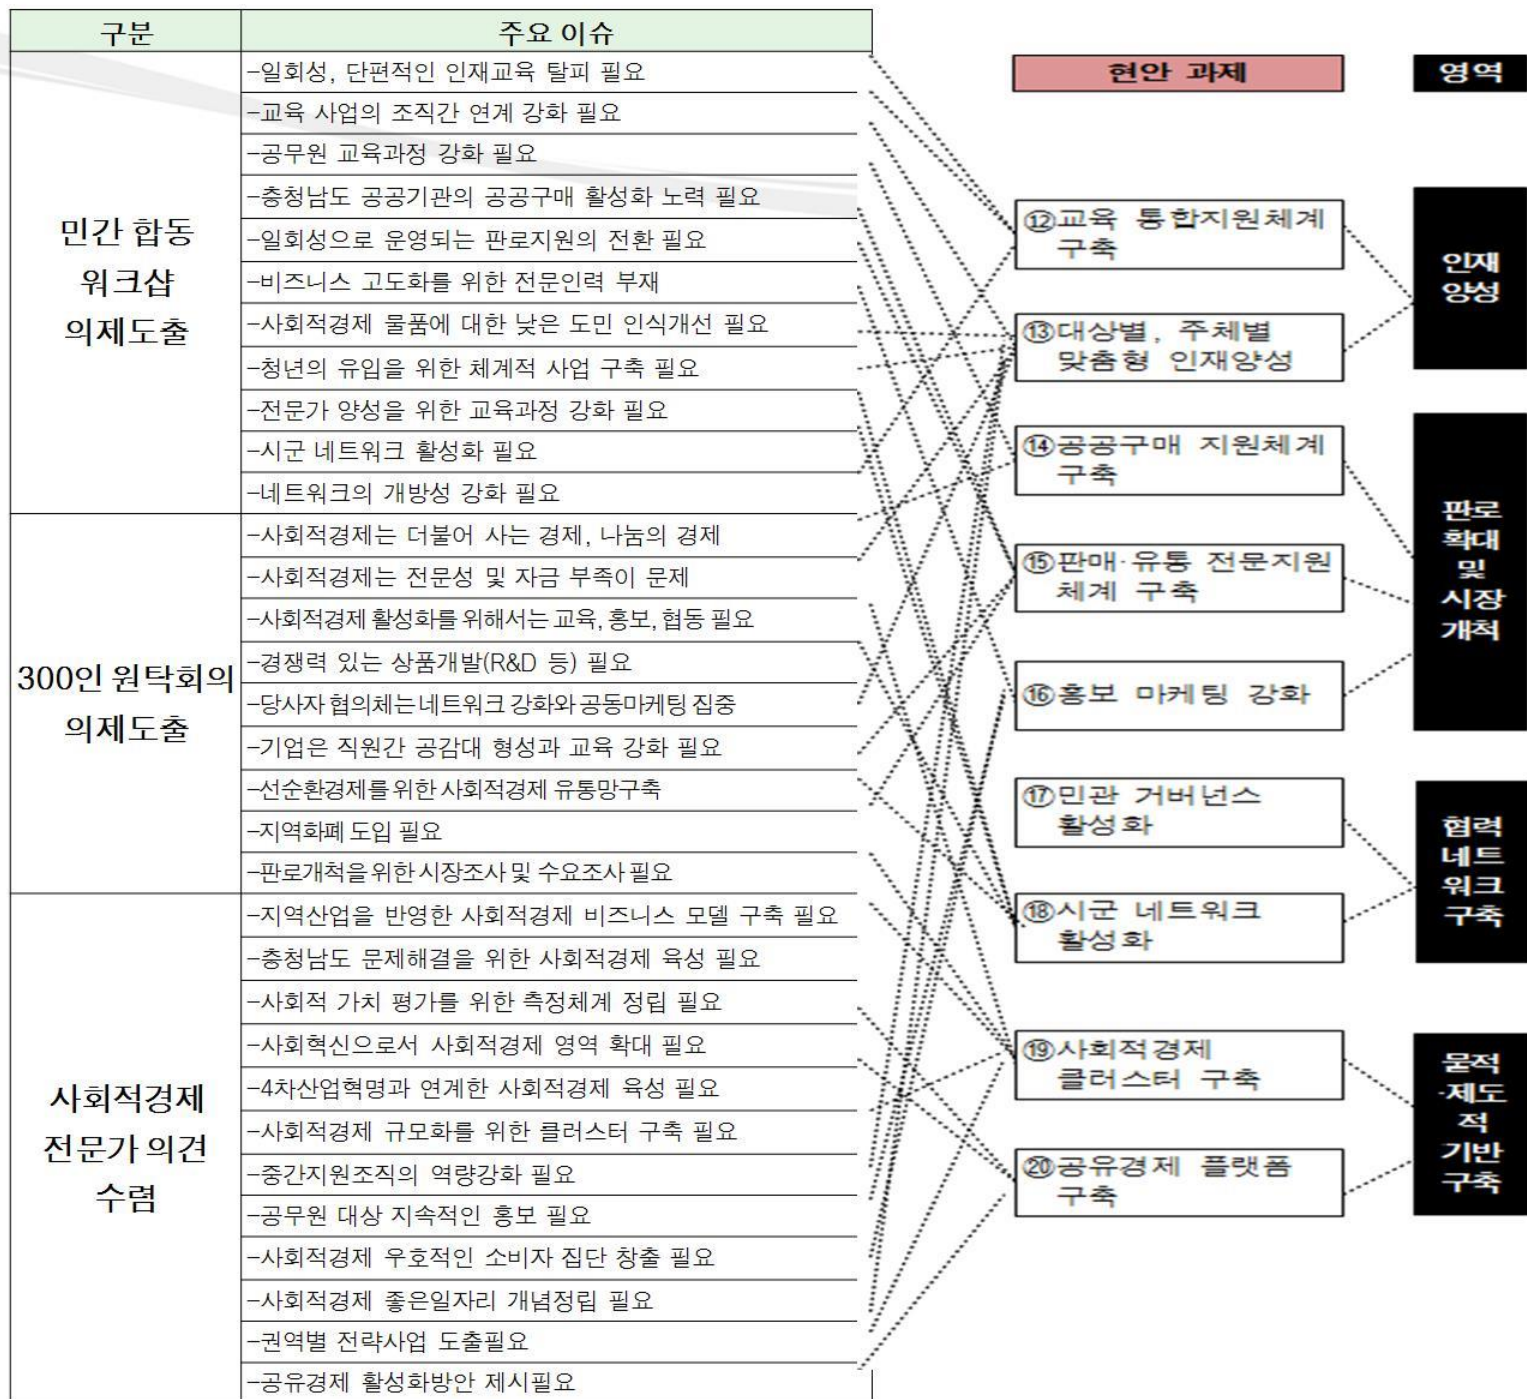 구분
주요 이슈
민간 합동
워크샵
의제도출
-일회성, 단편적인 인재교육 탈피 필요
-교육 사업의 조직간 연계 강화 필요
-공무원 교육과정 강화 필요
-충청남도 공공기관의 공공구매 활성화 노력 필요
-일회성으로 운영되는 판로지원의 전환 필요
-비즈니스 고도화를 위한 전문인력 부재
-사회적경제 물품에 대한 낮은 도민 인식개선 필요
-청년의 유입을 위한 체계적 사업 구축 필요
-전문가 양성을 위한 교육과정 강화 필요
-시군 네트워크 활성화 필요
-네트워크의 개방성 강화 필요
300인 원탁회의
의제도출
-사회적경제는 더불어 사는 경제, 나눔의 경제
-사회적경제는 전문성 및 자금 부족이 문제
-사회적경제 활성화를 위해서는 교육, 홍보, 협동 필요
-경쟁력 있는 상품개발(R&D 등) 필요
-당사자 협의체는 네트워크 강화와 공동마케팅 집중
-기업은 직원간 공감대 형성과 교육 강화 필요
-선순환경제를 위한 사회적경제 유통망구축
-지역화폐 도입 필요
-판로개척을 위한 시장조사 및 수요조사 필요
사회적경제
전문가 의견
수렴
-지역산업을 반영한 사회적경제 비즈니스 모델 구축 필요
-충청남도 문제해결을 위한 사회적경제 육성 필요
-사회적 가치 평가를 위한 측정체계 정립 필요
-사회혁신으로서 사회적경제 영역 확대 필요
-4차산업혁명과 연계한 사회적경제 육성 필요
-사회적경제 규모화를 위한 클러스터 구축 필요
-중간지원조직의 역량강화 필요
-공무원 대상 지속적인 홍보 필요
-사회적경제 우호적인 소비자 집단 창출 필요
-사회적경제 좋은일자리 개념정립 필요
-권역별 전략사업 도출필요
-공유경제 활성화방안 제시필요
현안 과제
⑫교육 통합지원체계
구축
⑬대상별, 주체별
맞춤형 인재양성
⑭공공구매 지원체계
구축
⑮판매·유통 전문지원
체계 구축
⑯홍보 마케팅 강화
⑰민관 거버넌스
활성화
⑱시군 네트워크
활성화
⑲사회적경제
클러스터 구축
⑳공유경제 플랫폼
구축
영역
인재
양성
판로
확대
및
시장
개척
협력
네트
워크
구축
물적
·제도
적
기반
구축